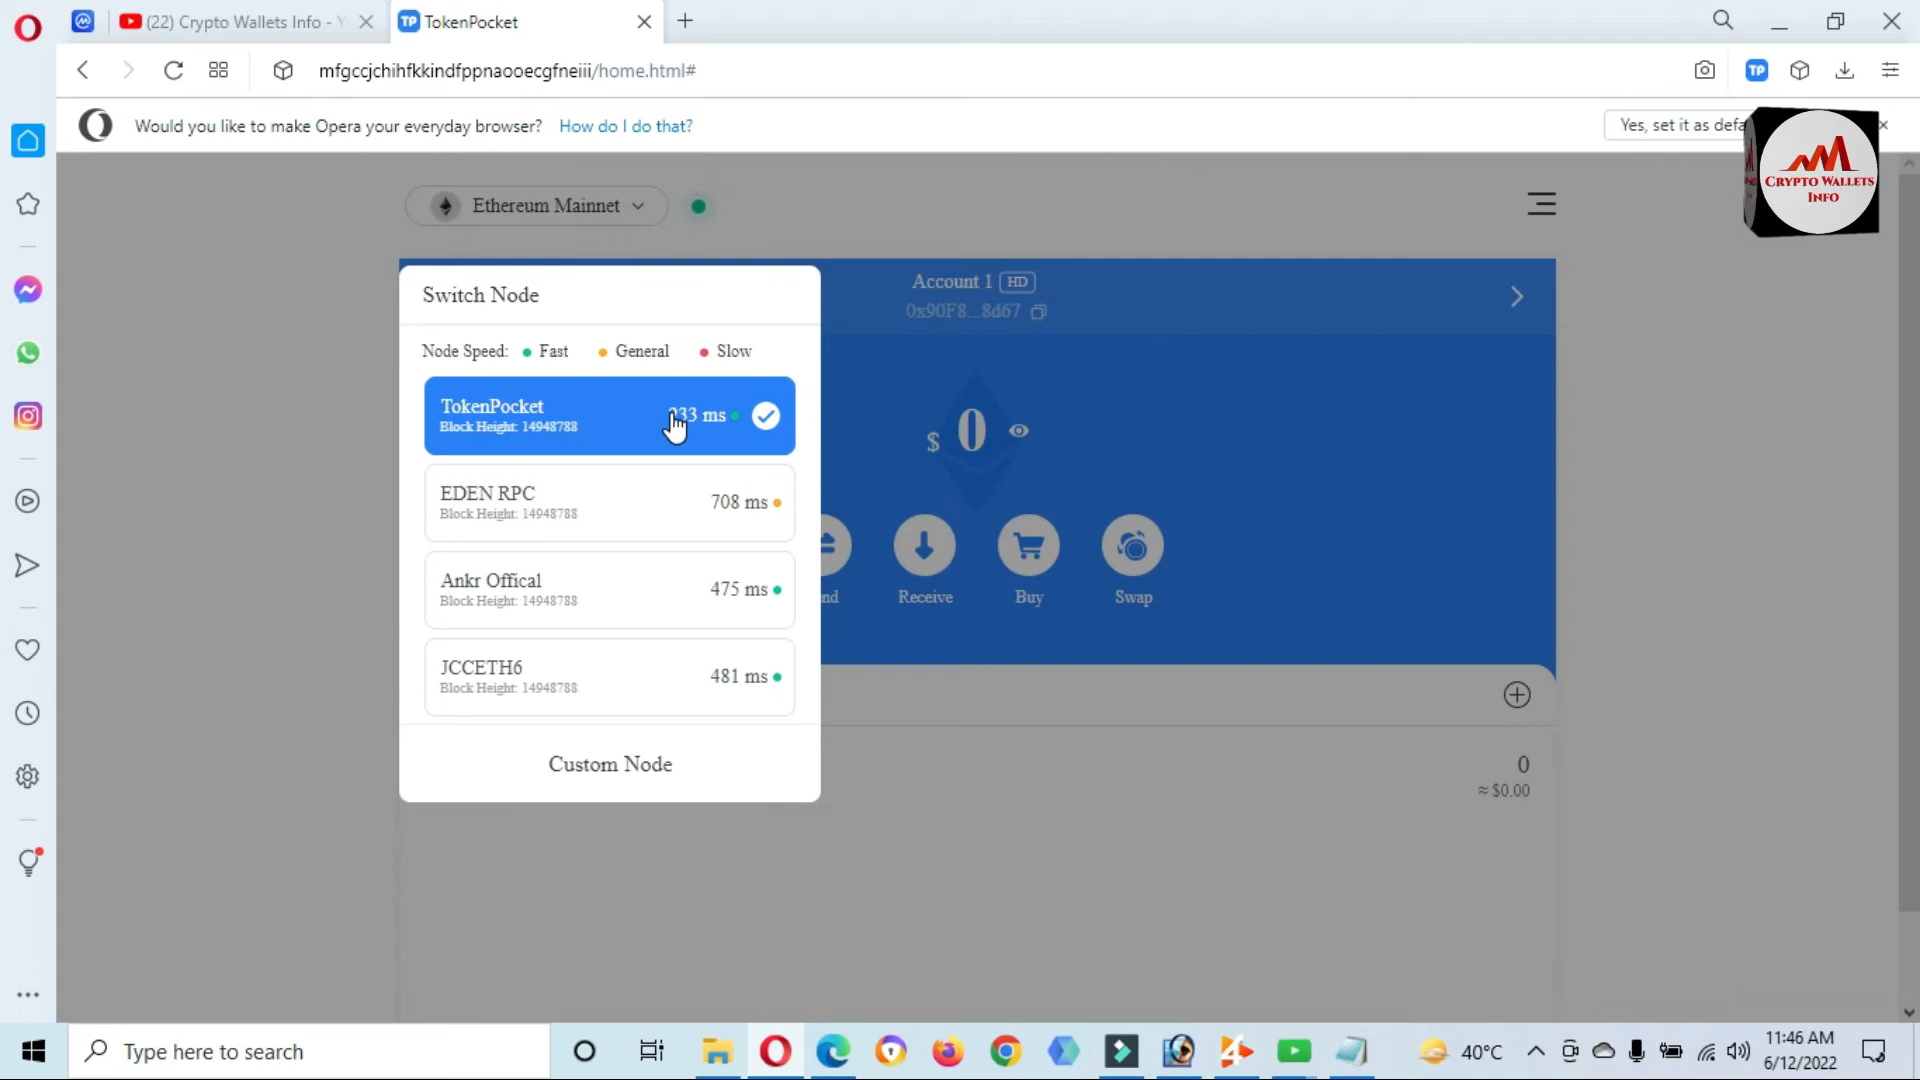 (22) Crypto Wallets Info - Y
TokenPocket
mfgccjchihfkkindfppnaooecgfneiii/home.html#
TP
Would you like to make Opera your everyday browser? How do I do that?
Yes, set it as defa
CRYPTO WALLETS
INFO
Ethereum Mainnet
Switch Node
Account 1 HD
0x90F8...8d67
Node Speed: Fast General Slow
TokenPocket
Block Height: 14948788
33 ms
$ 0
EDEN RPC
Block Height: 14948788
708 ms
Ankr Offical
Block Height: 14948788
475 ms
nd Receive Buy Swap
JCCETH6
Block Height: 14948788
481 ms
Custom Node
0
≈ $0.00
Type here to search
40°C
11:46 AM
6/12/2022